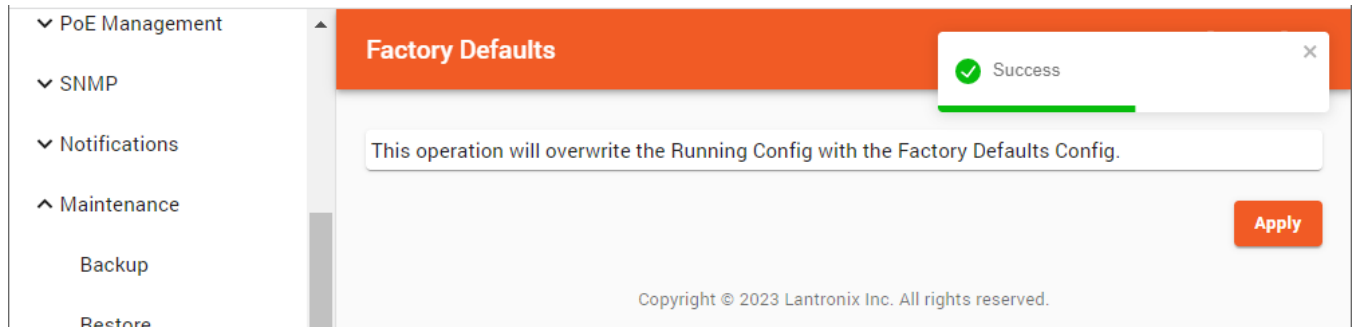 PoE Management
SNMP
Notifications
Maintenance
Backup
Restore
Factory Defaults
Success
This operation will overwrite the Running Config with the Factory Defaults Config.
Apply
Copyright © 2023 Lantronix Inc. All rights reserved.